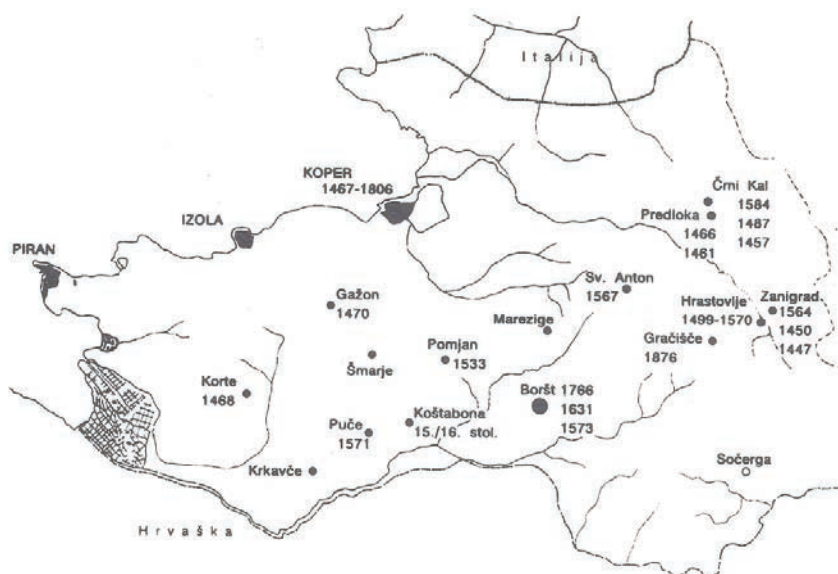 Italija
KOPER
1467-1806
Črni Kal
1584
1487
1457
Predloka
1466
1461
IZOLA
PIRAN
Sv. Anton
1567
Gažon
1470
Hrastovlje
1499-1570
Zanigrad.
1564
1450
1447
Marezige
Gračišče
1876
Pomjan
1533
Šmarje
Korte
1468
Boršt 1766
1631
1573
Koštabona
15./16. stol.
Puče
1571
Krkavče
Sočerga
Hrvaška